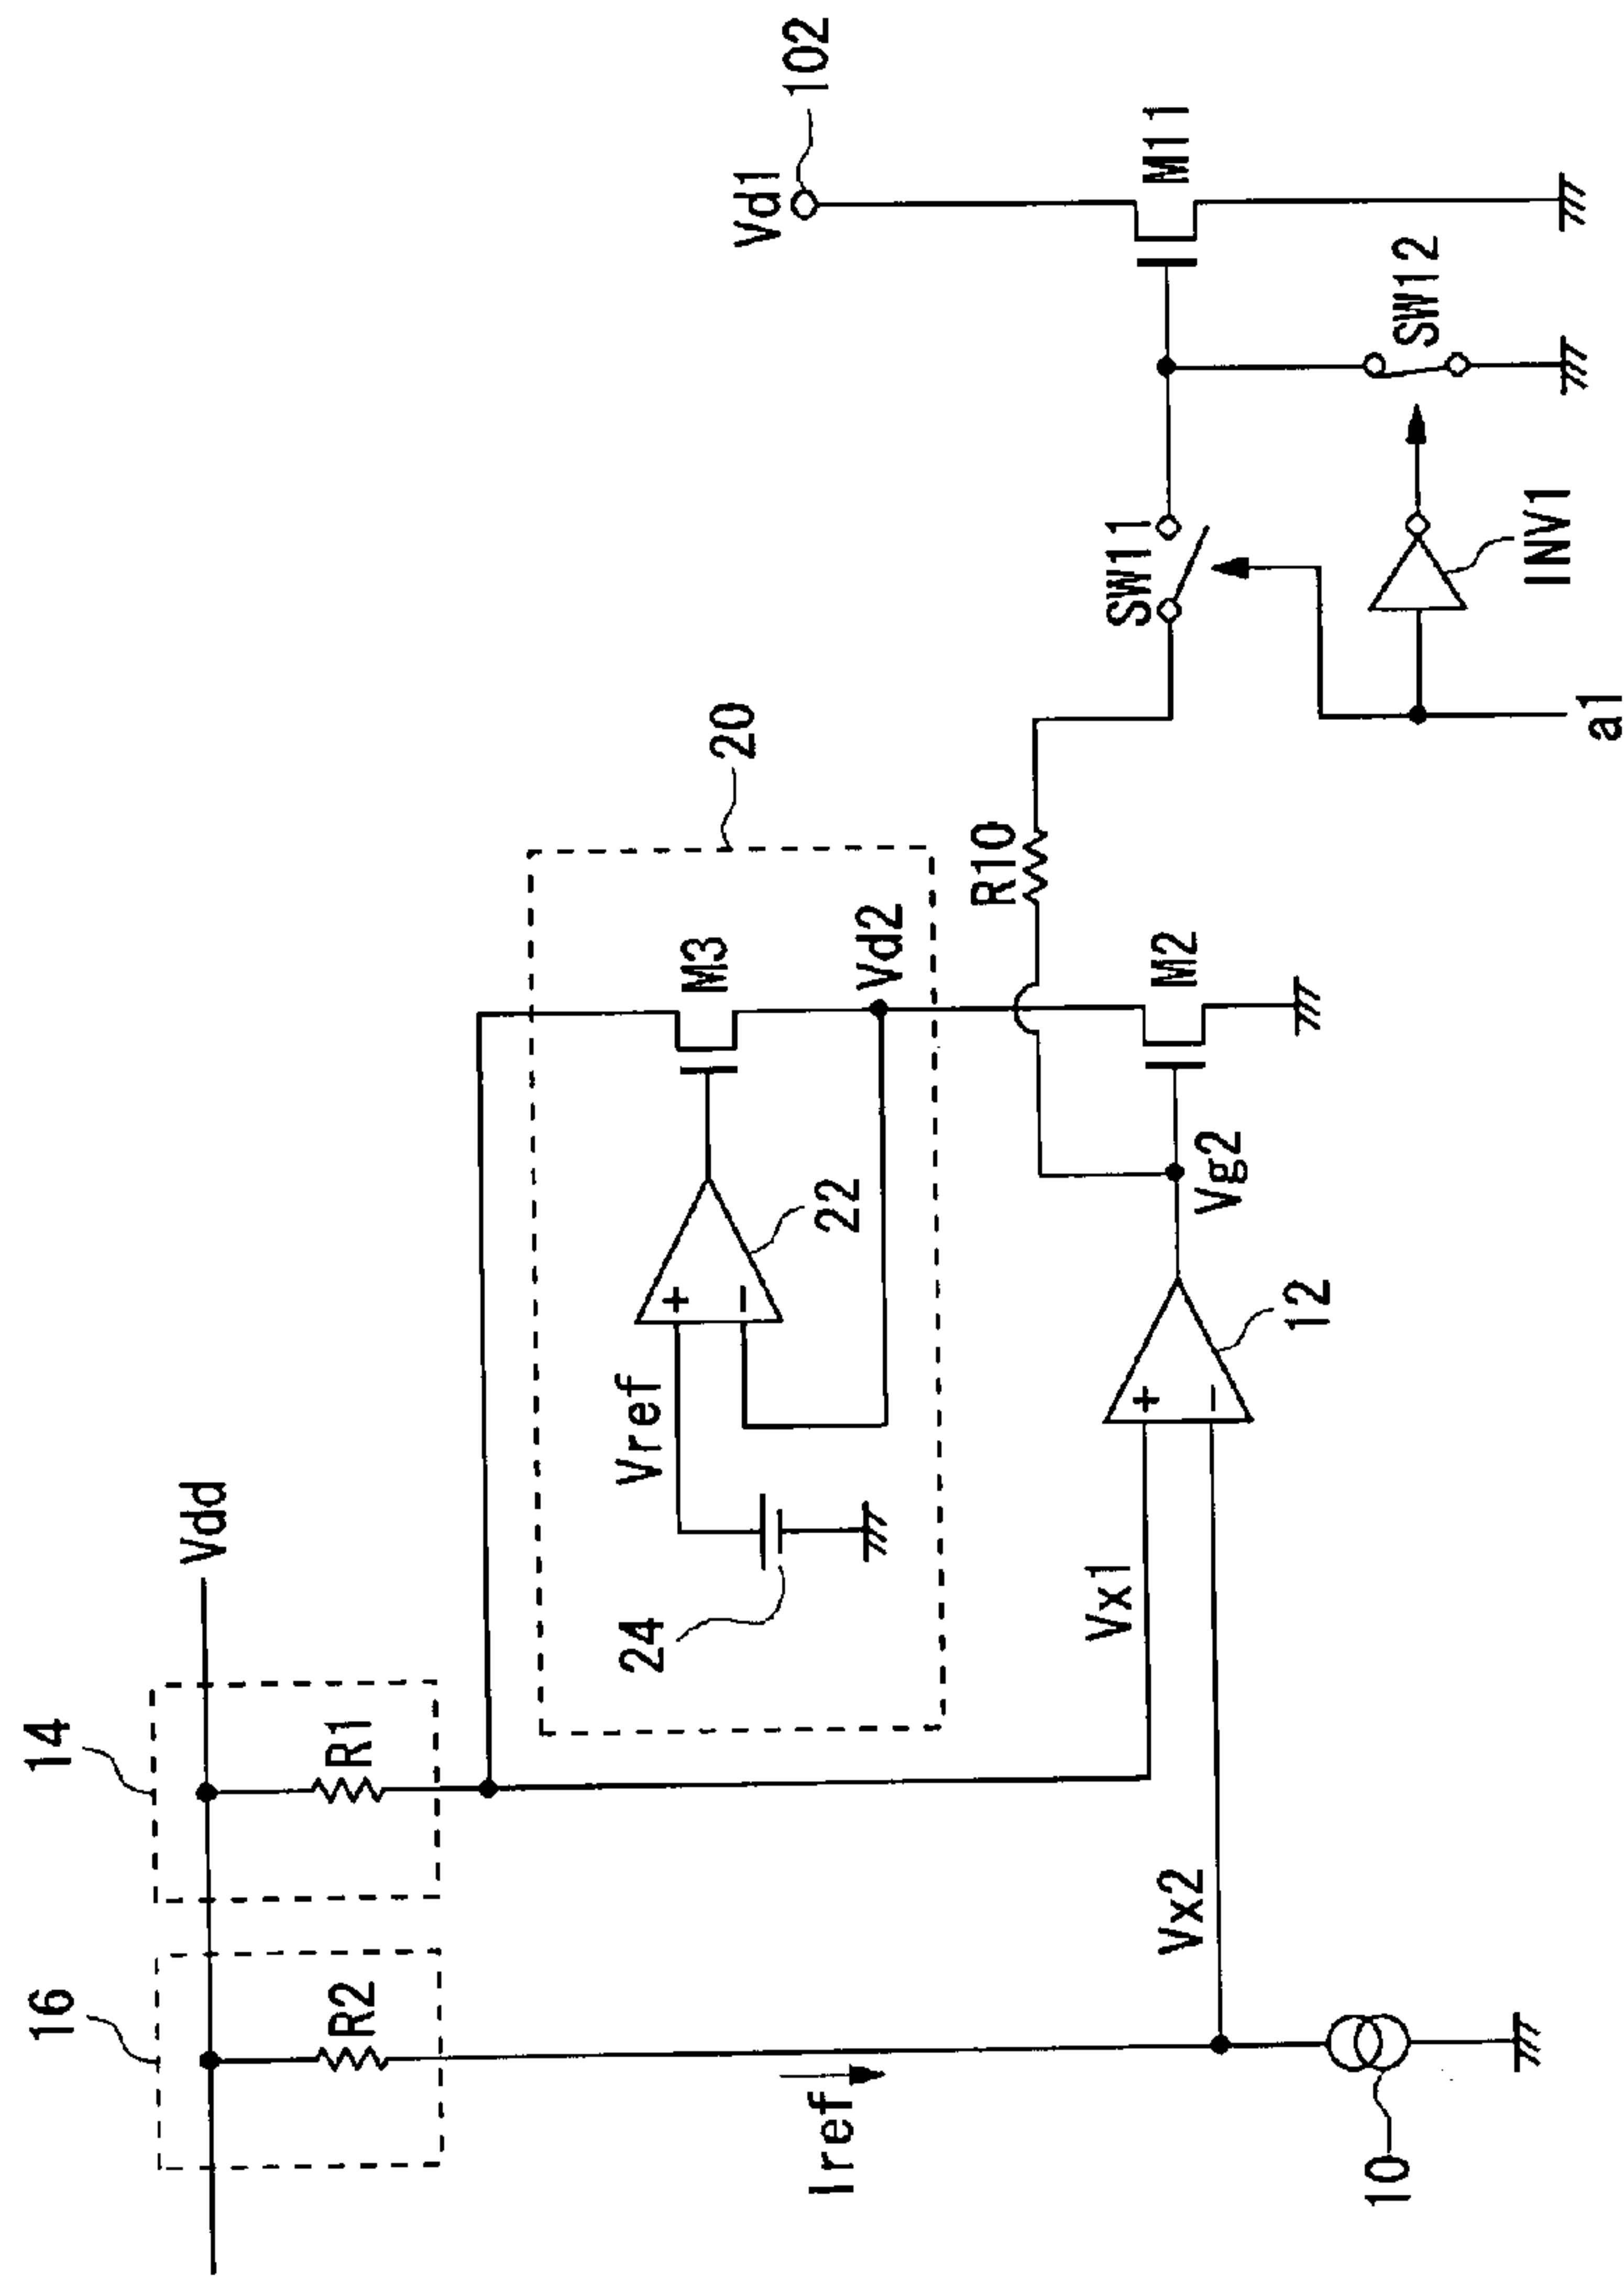 16
14
Vdd
R2
R1
Iref
10
Vx2
Vx1
24
Vref
22
12
M3
Vd2
20
Vg2
M2
R10
a1
SW11
INV1
SW12
Vd1
M11
102